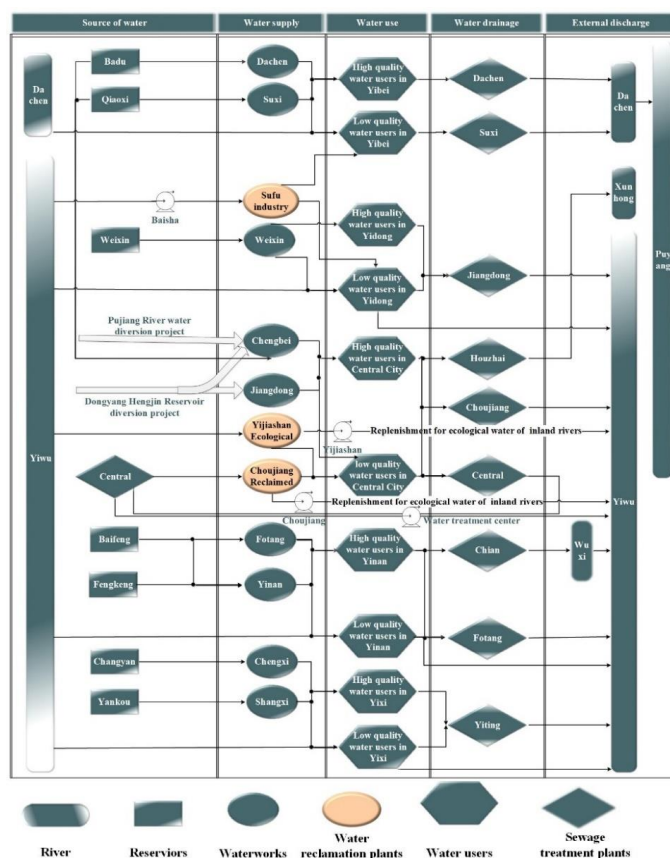 Source of water
Water supply
Water use
Water drainage
External discharge
Da
chen
Badu
Qiaoxi
Dachen
Suxi
High quality
water users in
Yibei
Low quality
water users in
Yibei
Dachen
Suxi
Da
chen
Baisha
Sufu
industry
Xun
hong
Weixin
Weixin
High quality
water users in
Yidong
Low quality
water users in
Yidong
Jiangdong
Puy
ang
Pujiang River water
diversion project
Chengbei
High quality
water users in
Central City
Houzhai
Jiangdong
Choujiang
Dongyang Hengjin Reservoir
diversion project
Yijiashan
Ecological
Yijiashan
Replenishment for ecological water of inland rivers
Yiwu
Central
Choujiang
Reclaimed
low quality
water users in
Central City
Central
Yiwu
Replenishment for ecological water of inland rivers
Choujiang
Water treatment center
Baifeng
Fotang
High quality
water users in
Yinan
Chian
Wu
xi
Fengkeng
Yinan
Low quality
water users in
Yinan
Fotang
Changyan
Chengxi
High quality
water users in
Yixi
Yankou
Shangxi
Yiting
Low quality
water users in
Yixi
River
Reserviors
Waterworks
Water
reclamation plants
Water users
Sewage
treatment plants